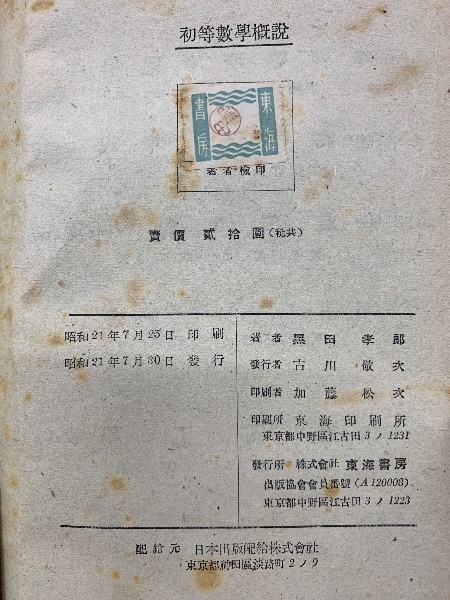 初等數學概說
東海
書房
著者檢印
賣價 貳拾圓(税共)
昭和21年7月25日 印刷
昭和21年7月30日 發行
著者 黑田孝郎
發行者 古川敬次
印刷者 加藤松次
印刷所 東海印刷所
東京都中野區江古田3ノ1231
發行所 株式會社 東海書房
出版協會會員番號(A120003)
東京都中野區江古田3ノ1223
配給元 日本出版配給株式會社
東京都神田區淡路町2ノ9